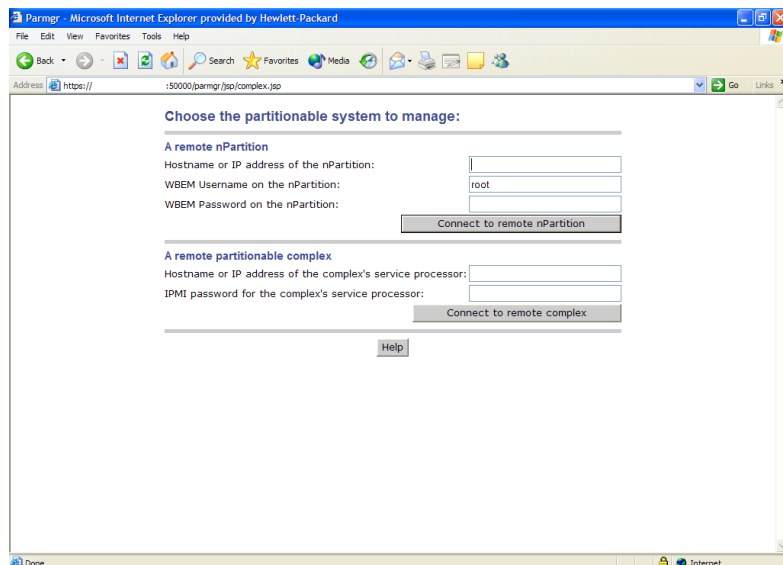 Parmgr - Microsoft Internet Explorer provided by Hewlett-Packard
File Edit View Favorites Tools Help
Back Search Favorites Media
Address https:// :50000/parmgr/jsp/complex.jsp Go Links
Choose the partitionable system to manage:
A remote nPartition
Hostname or IP address of the nPartition:
WBEM Username on the nPartition: root
WBEM Password on the nPartition:
Connect to remote nPartition
A remote partitionable complex
Hostname or IP address of the complex's service processor:
IPMI password for the complex's service processor:
Connect to remote complex
Help
Done Internet